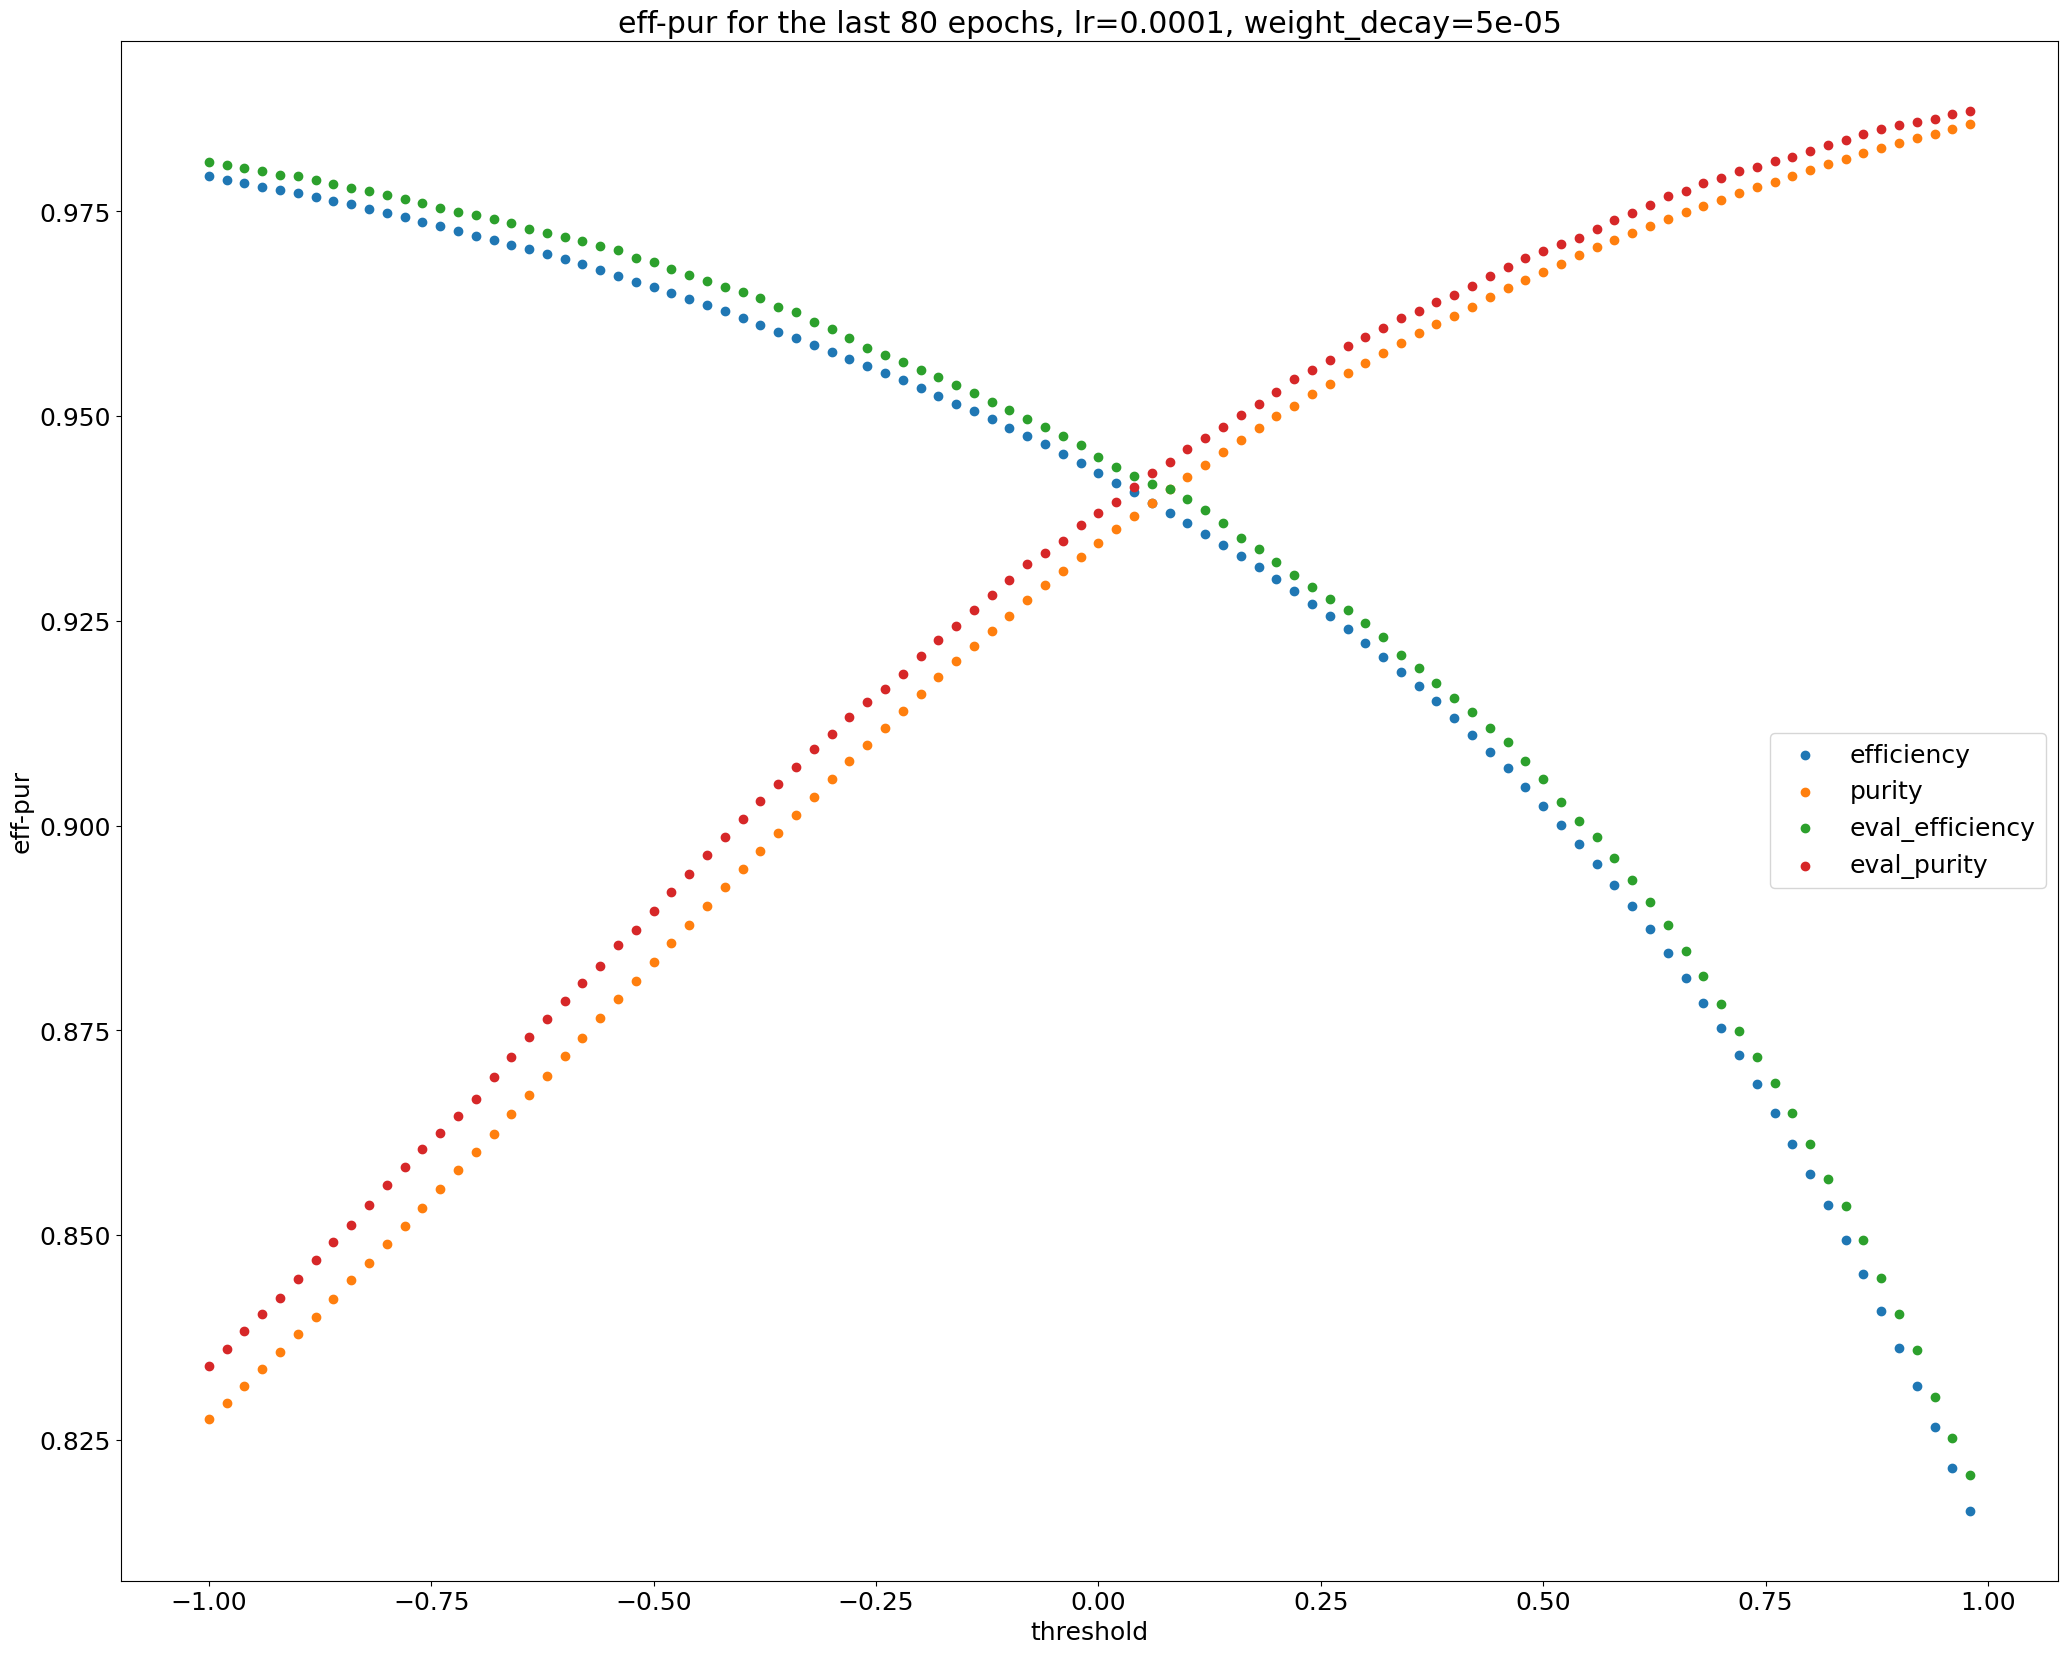 eff-pur for the last 80 epochs, lr=0.0001, weight_decay=5e-05
eff-pur
0.975
0.950
0.925
0.900
0.875
0.850
0.825
efficiency
purity
eval_efficiency
eval_purity
−1.00 −0.75 −0.50 −0.25 0.00 0.25 0.50 0.75 1.00
threshold